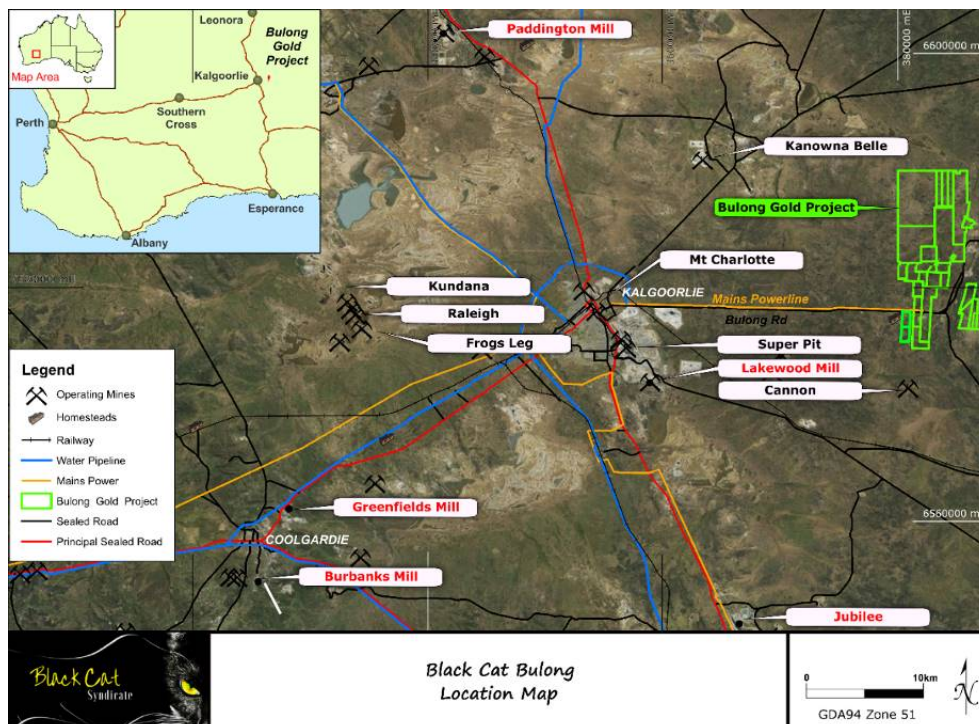 Map Area
Leonora
Bulong
Gold
Project
Kalgoorlie
Perth
Southern
Cross
Esperance
Albany
Paddington Mill
380000 mE
6600000 mN
Kanowna Belle
Bulong Gold Project
Mt Charlotte
KALGOORLIE
Mains Powerline
Bulong Rd
Kundana
Raleigh
Frogs Leg
Super Pit
Lakewood Mill
Cannon
Legend
Operating Mines
Homesteads
Railway
Water Pipeline
Mains Power
Bulong Gold Project
Sealed Road
Principal Sealed Road
Greenfields Mill
COOLGARDIE
Burbanks Mill
6560000 mN
Jubilee
Black Cat
Syndicate
Black Cat Bulong
Location Map
0
10km
GDA94 Zone 51
N